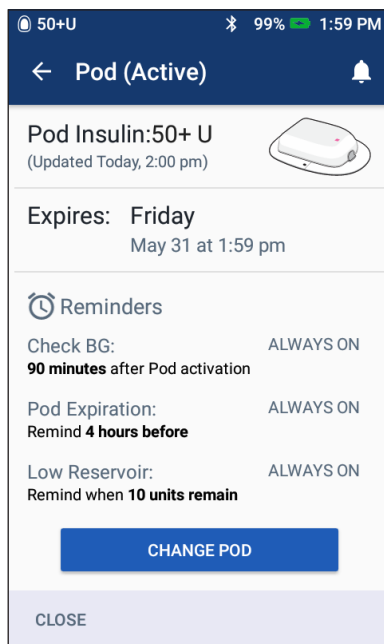 50+U 99% 1:59 PM
Pod (Active)
Pod Insulin:50+ U
(Updated Today, 2:00 pm)
Expires: Friday
May 31 at 1:59 pm
Reminders
Check BG: ALWAYS ON
90 minutes after Pod activation
Pod Expiration: ALWAYS ON
Remind 4 hours before
Low Reservoir: ALWAYS ON
Remind when 10 units remain
CHANGE POD
CLOSE